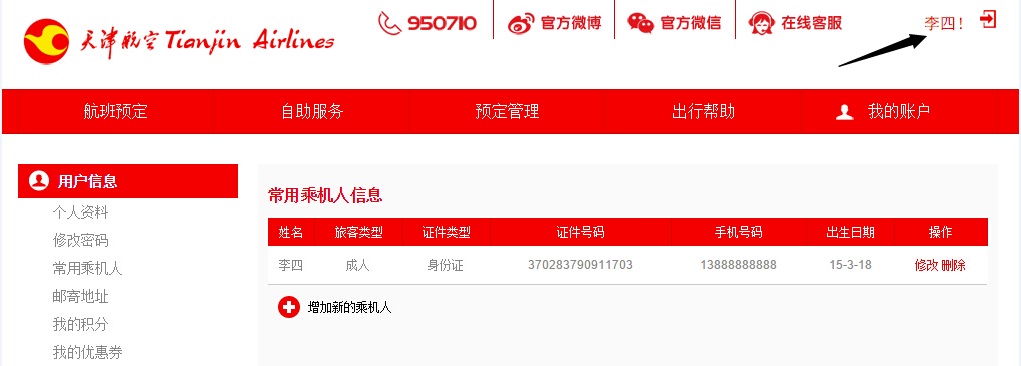 天津航空 Tianjin Airlines
950710 官方微博 官方微信 在线客服 李四！
航班预定 自助服务 预定管理 出行帮助 我的账户
用户信息
个人资料
修改密码
常用乘机人
邮寄地址
我的积分
我的优惠券
常用乘机人信息
姓名 旅客类型 证件类型 证件号码 手机号码 出生日期 操作
李四 成人 身份证 370283790911703 13888888888 15-3-18 修改 删除
增加新的乘机人